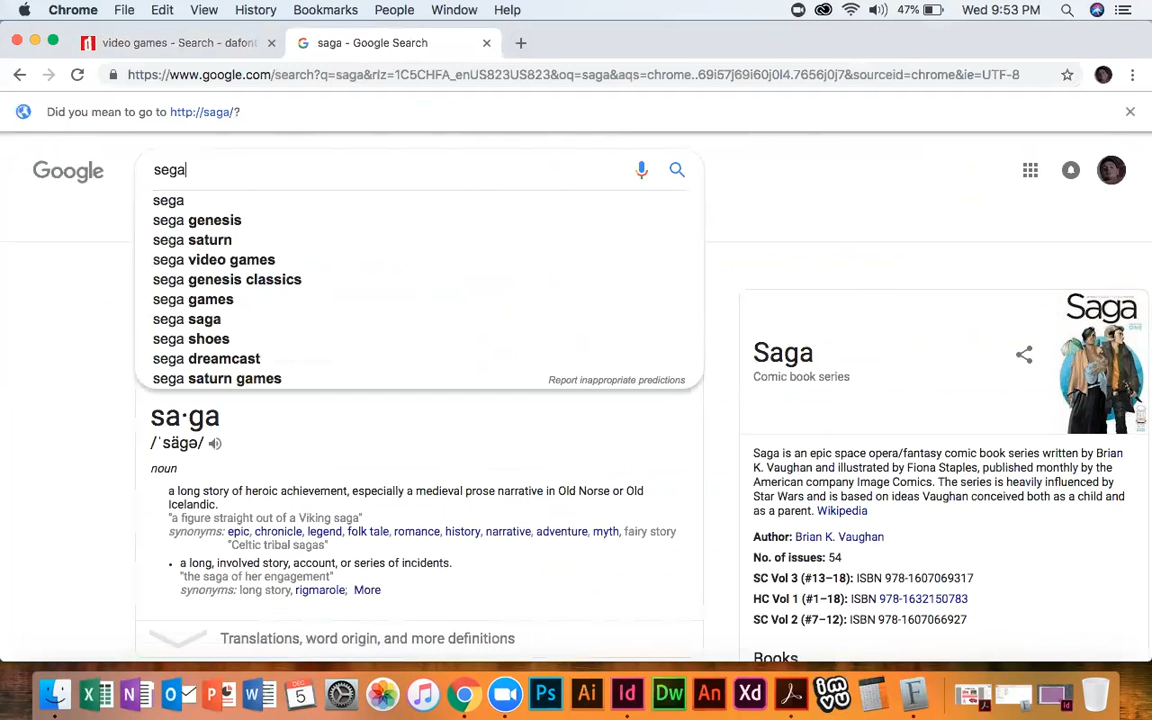 Chrome File Edit View History Bookmarks People Window Help 47% Wed 9:53 PM
video games - Search - dafont
saga - Google Search
https://www.google.com/search?q=saga&rlz=1C5CHFA_enUS823US823&oq=saga&aqs=chrome..69i57j69i60j0l4.7656j0j7&sourceid=chrome&ie=UTF-8
Did you mean to go to http://saga/?
Google
sega
sega
sega genesis
sega saturn
sega video games
sega genesis classics
sega games
sega saga
sega shoes
sega dreamcast
sega saturn games
Report inappropriate predictions
sa·ga
/ˈsäɡə/
noun
a long story of heroic achievement, especially a medieval prose narrative in Old Norse or Old
Icelandic.
"a figure straight out of a Viking saga"
synonyms: epic, chronicle, legend, folk tale, romance, history, narrative, adventure, myth, fairy story
"Celtic tribal sagas"
• a long, involved story, account, or series of incidents.
"the saga of her engagement"
synonyms: long story, rigmarole; More
Translations, word origin, and more definitions
Saga
Comic book series
Saga
Saga is an epic space opera/fantasy comic book series written by Brian
K. Vaughan and illustrated by Fiona Staples, published monthly by the
American company Image Comics. The series is heavily influenced by
Star Wars and is based on ideas Vaughan conceived both as a child and
as a parent. Wikipedia
Author: Brian K. Vaughan
No. of issues: 54
SC Vol 3 (#13–18): ISBN 978-1607069317
HC Vol 1 (#1–18): ISBN 978-1632150783
SC Vol 2 (#7–12): ISBN 978-1607066927
Books
DEC
5
Ps Ai Id Dw An Xd